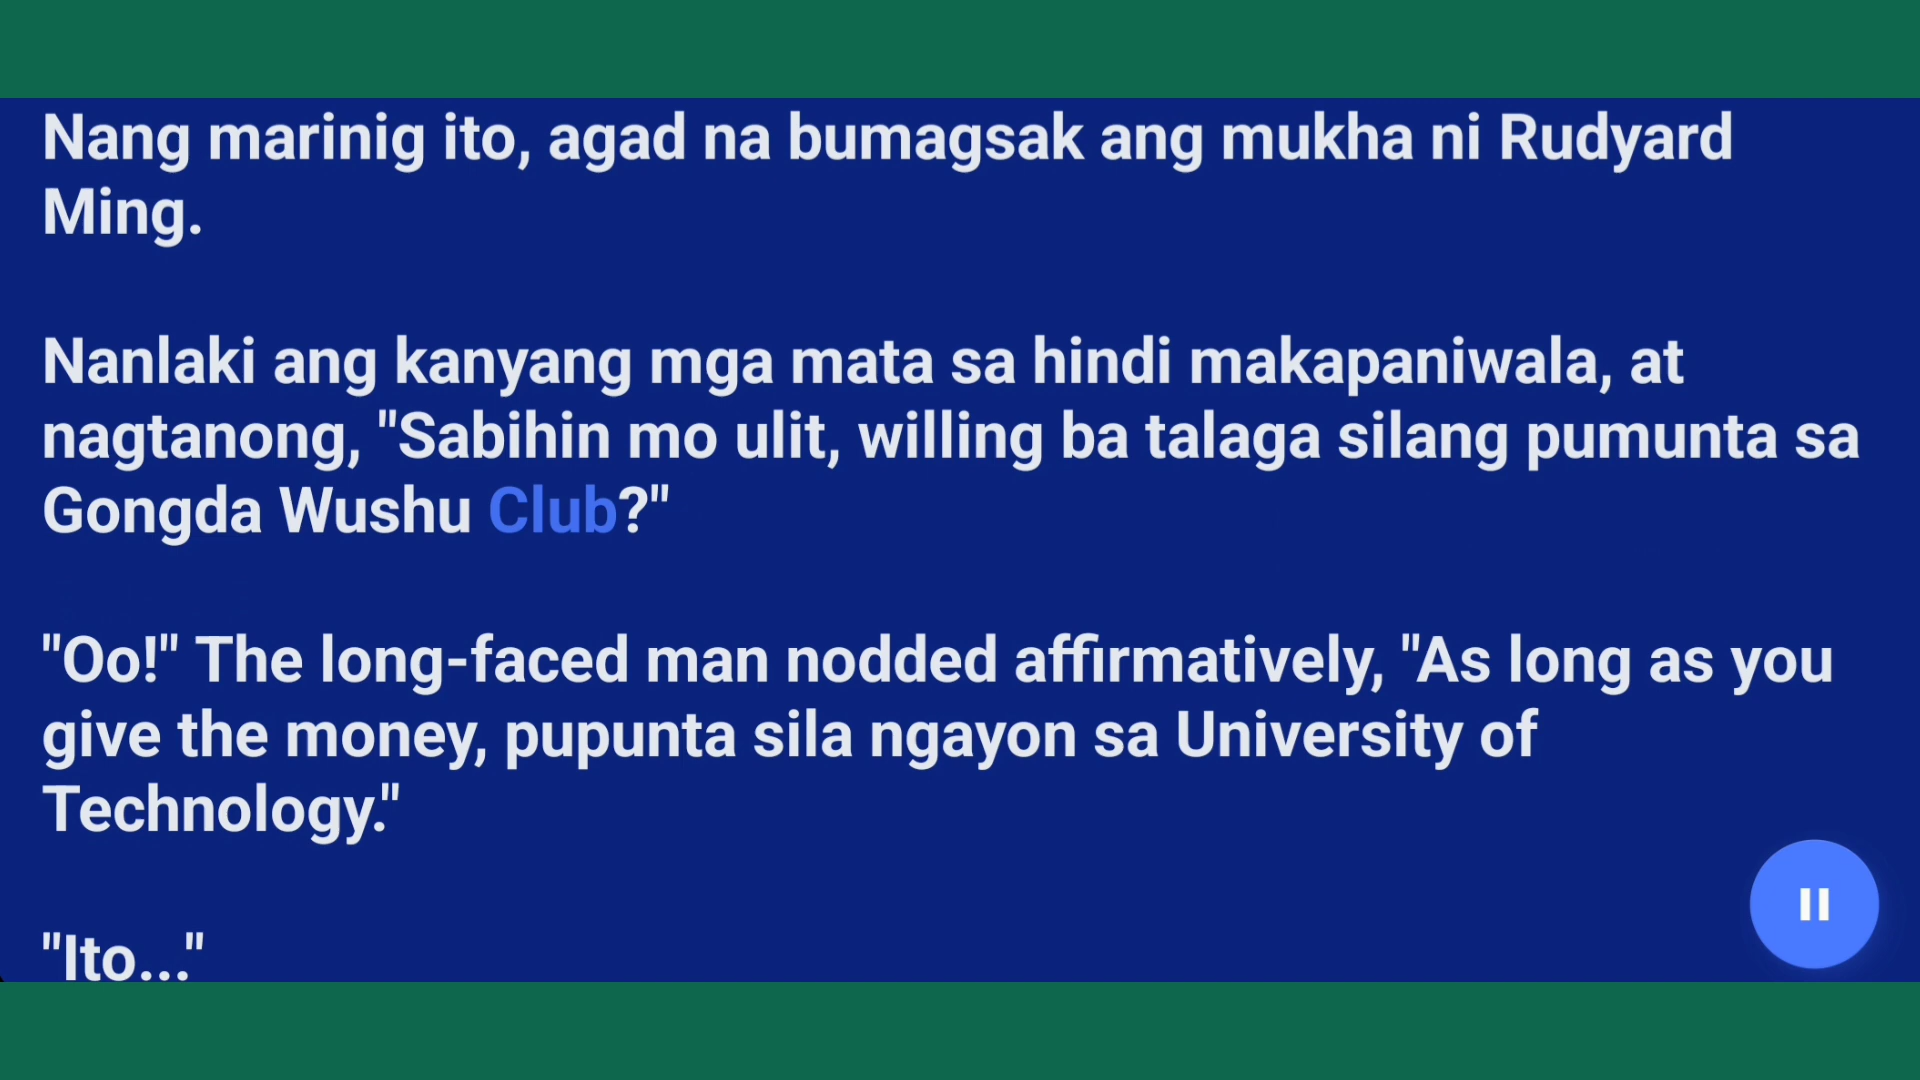 Nang marinig ito, agad na bumagsak ang mukha ni Rudyard
Ming.
Nanlaki ang kanyang mga mata sa hindi makapaniwala, at
nagtanong, "Sabihin mo ulit, willing ba talaga silang pumunta sa
Gongda Wushu Club?"
"Oo!" The long-faced man nodded affirmatively, "As long as you
give the money, pupunta sila ngayon sa University of
Technology."
"Ito..."